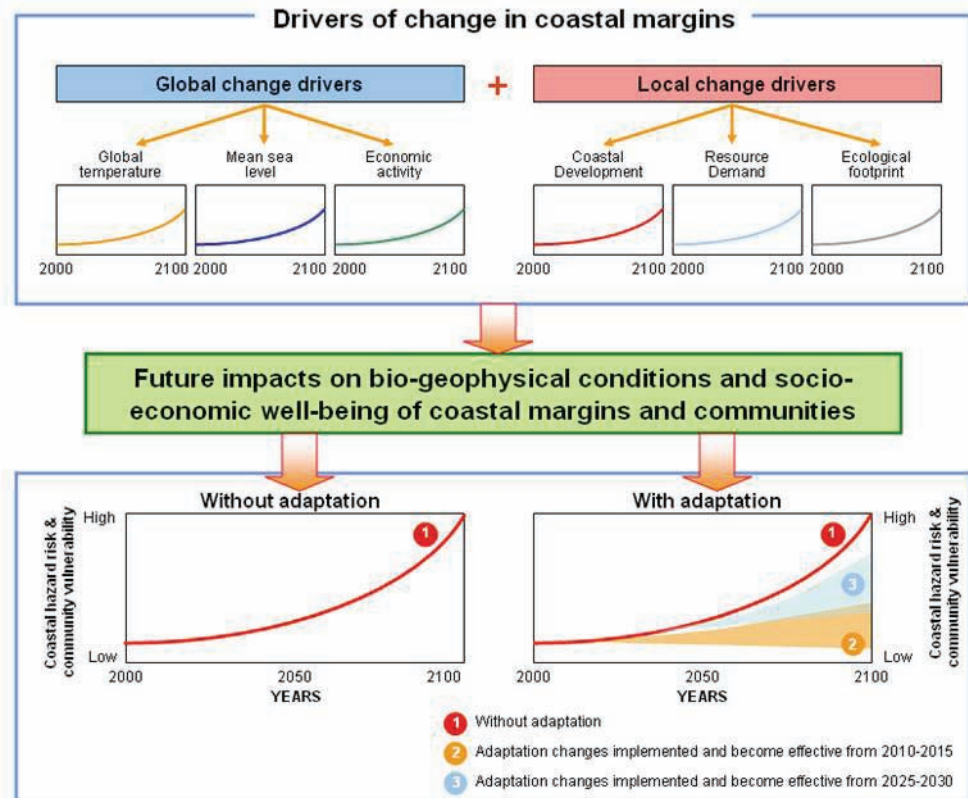 Drivers of change in coastal margins
Global change drivers
+
Local change drivers
Global
temperature
Mean sea
level
Economic
activity
Coastal
Development
Resource
Demand
Ecological
footprint
2000 2100
2000 2100
2000 2100
2000 2100
2000 2100
2000 2100
Future impacts on bio-geophysical conditions and socio-
economic well-being of coastal margins and communities
Without adaptation
Coastal hazard risk &
community vulnerability
High
Low
1
2000 2050 2100
YEARS
With adaptation
1
3
2
High
Low
Coastal hazard risk &
community vulnerability
2000 2050 2100
YEARS
1 Without adaptation
2 Adaptation changes implemented and become effective from 2010-2015
3 Adaptation changes implemented and become effective from 2025-2030